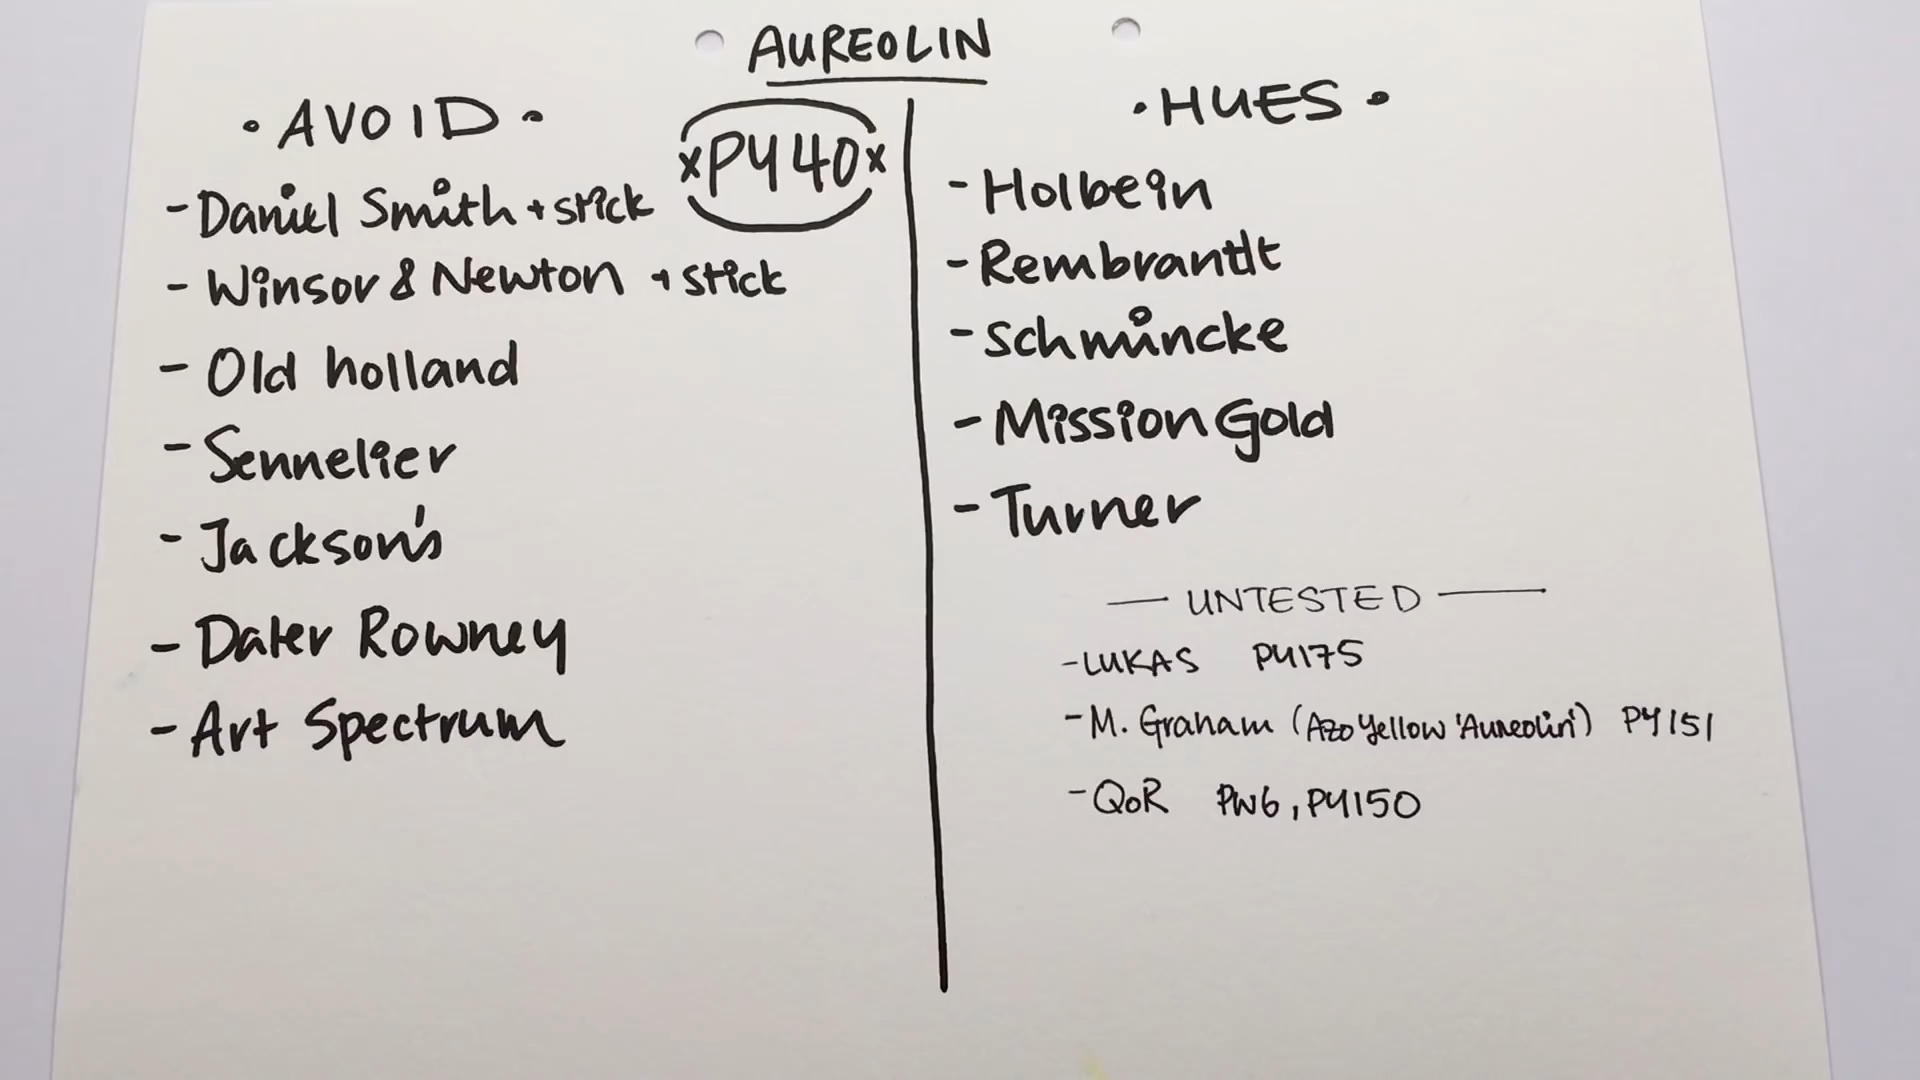 AUREOLIN
• AVOID •
xPY40x
- Daniel Smith + stick
- Winsor & Newton + stick
- Old holland
- Sennelier
- Jackson's
- Daler Rowney
- Art Spectrum
• HUES •
- Holbein
- Rembrandt
- Schmincke
- Mission Gold
- Turner
— UNTESTED —
- LUKAS PY175
- M. Graham (Azo Yellow 'Aureolin') PY151
- QoR PW6, PY150